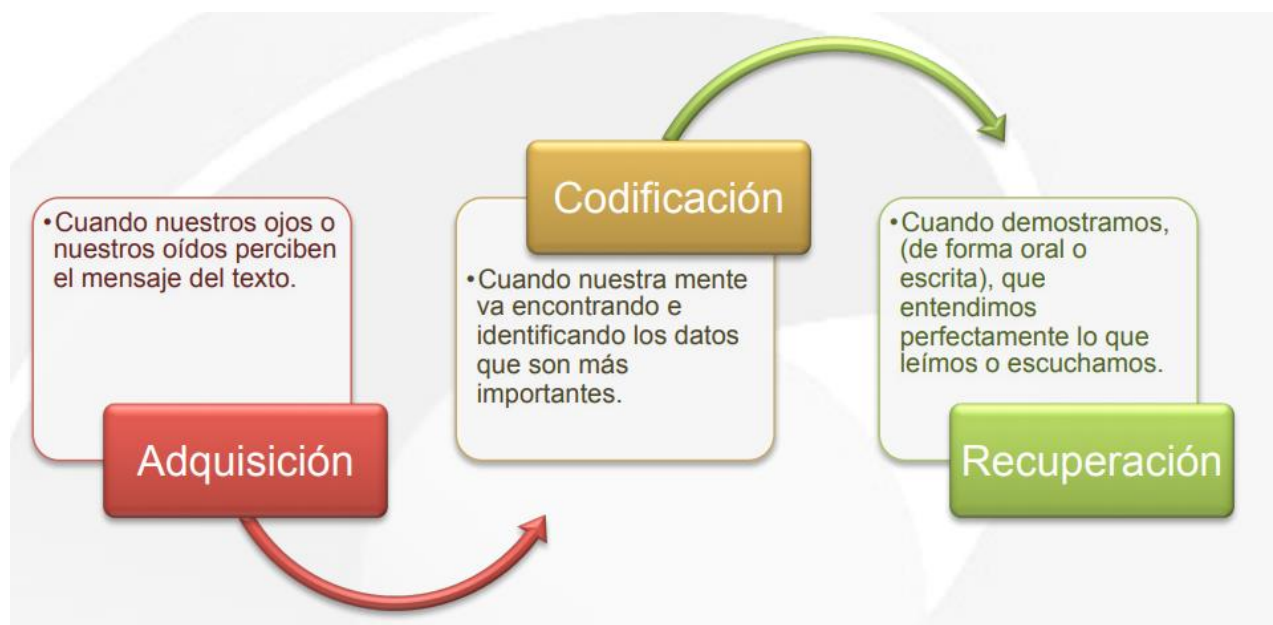 •Cuando nuestros ojos o
nuestros oídos perciben
el mensaje del texto.
Adquisición
Codificación
•Cuando nuestra mente
va encontrando e
identificando los datos
que son más
importantes.
•Cuando demostramos,
(de forma oral o
escrita), que
entendimos
perfectamente lo que
leímos o escuchamos.
Recuperación